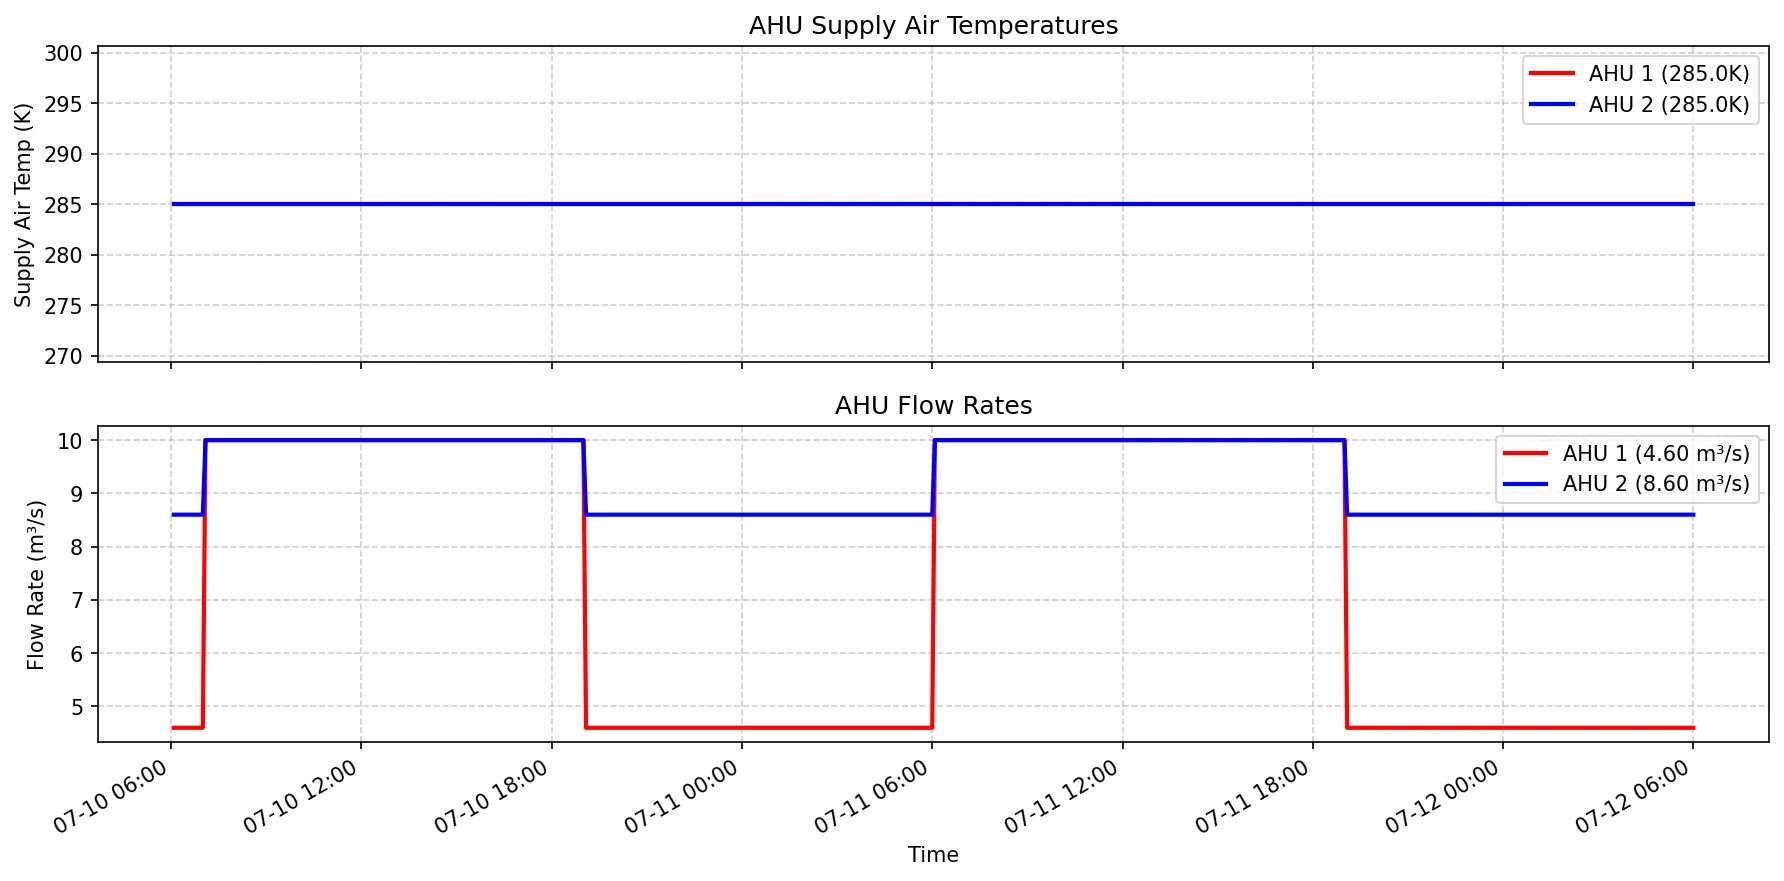 AHU Supply Air Temperatures
Supply Air Temp (K)
300
295
290
285
280
275
270
AHU 1 (285.0K)
AHU 2 (285.0K)
AHU Flow Rates
Flow Rate (m³/s)
10
9
8
7
6
5
AHU 1 (4.60 m³/s)
AHU 2 (8.60 m³/s)
07-10 06:00
07-10 12:00
07-10 18:00
07-11 00:00
07-11 06:00
07-11 12:00
07-11 18:00
07-12 00:00
07-12 06:00
Time